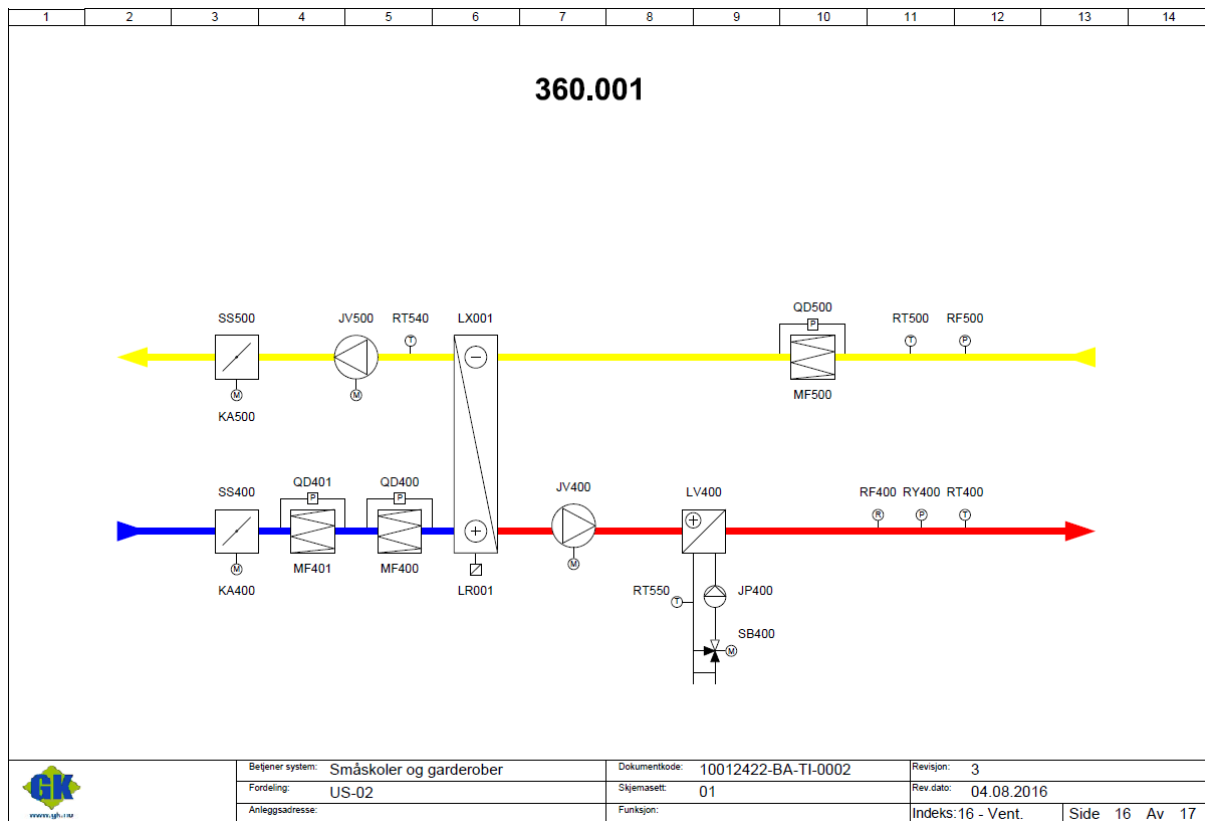 1 2 3 4 5 6 7 8 9 10 11 12 13 14
360.001
QD500
SS500 JV500 RT540 LX001 RT500 RF500
P
T T P
M M
MF500
KA500
QD401 QD400 JV400
SS400 LV400 RF400 RY400 RT400
P P
R P T
M MF401 MF400 M
KA400 LR001 RT550 JP400
T
SB400
M
GK
www.gk.no
Betjener system: Småskoler og garderober Dokumentkode: 10012422-BA-TI-0002 Revisjon: 3
Fordeling: US-02 Skjemasett: 01 Rev.dato: 04.08.2016
Anleggsadresse: Funksjon: Indeks: 16 - Vent. Side 16 Av 17